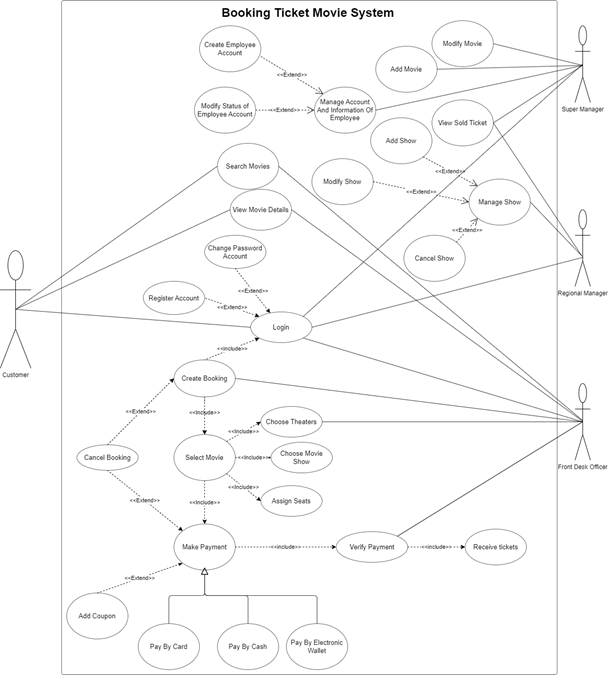 Booking Ticket Movie System
Create Employee
Account
Modify Movie
<<Extend>>
Add Movie
Super Manager
Modify Status of
Employee Account
<<Extend>>
Manage Account
And Information Of
Employee
View Sold Ticket
Add Show
Search Movies
<<Extend>>
Modify Show
<<Extend>>
Manage Show
View Movie Details
<<Extend>>
Change Password
Account
Cancel Show
<<Extend>>
Regional Manager
Register Account
<<Extend>>
Login
<<Include>>
Customer
Create Booking
<<Extend>>
<<Include>>
Choose Theaters
<<Include>>
Cancel Booking
Select Movie
<<Include>>
Choose Movie
Show
Front Desk Officer
<<Include>>
<<Extend>>
<<Include>>
Assign Seats
Make Payment
<<include>>
Verify Payment
<<include>>
Receive tickets
<<Extend>>
Add Coupon
Pay By Card
Pay By Cash
Pay By Electronic
Wallet